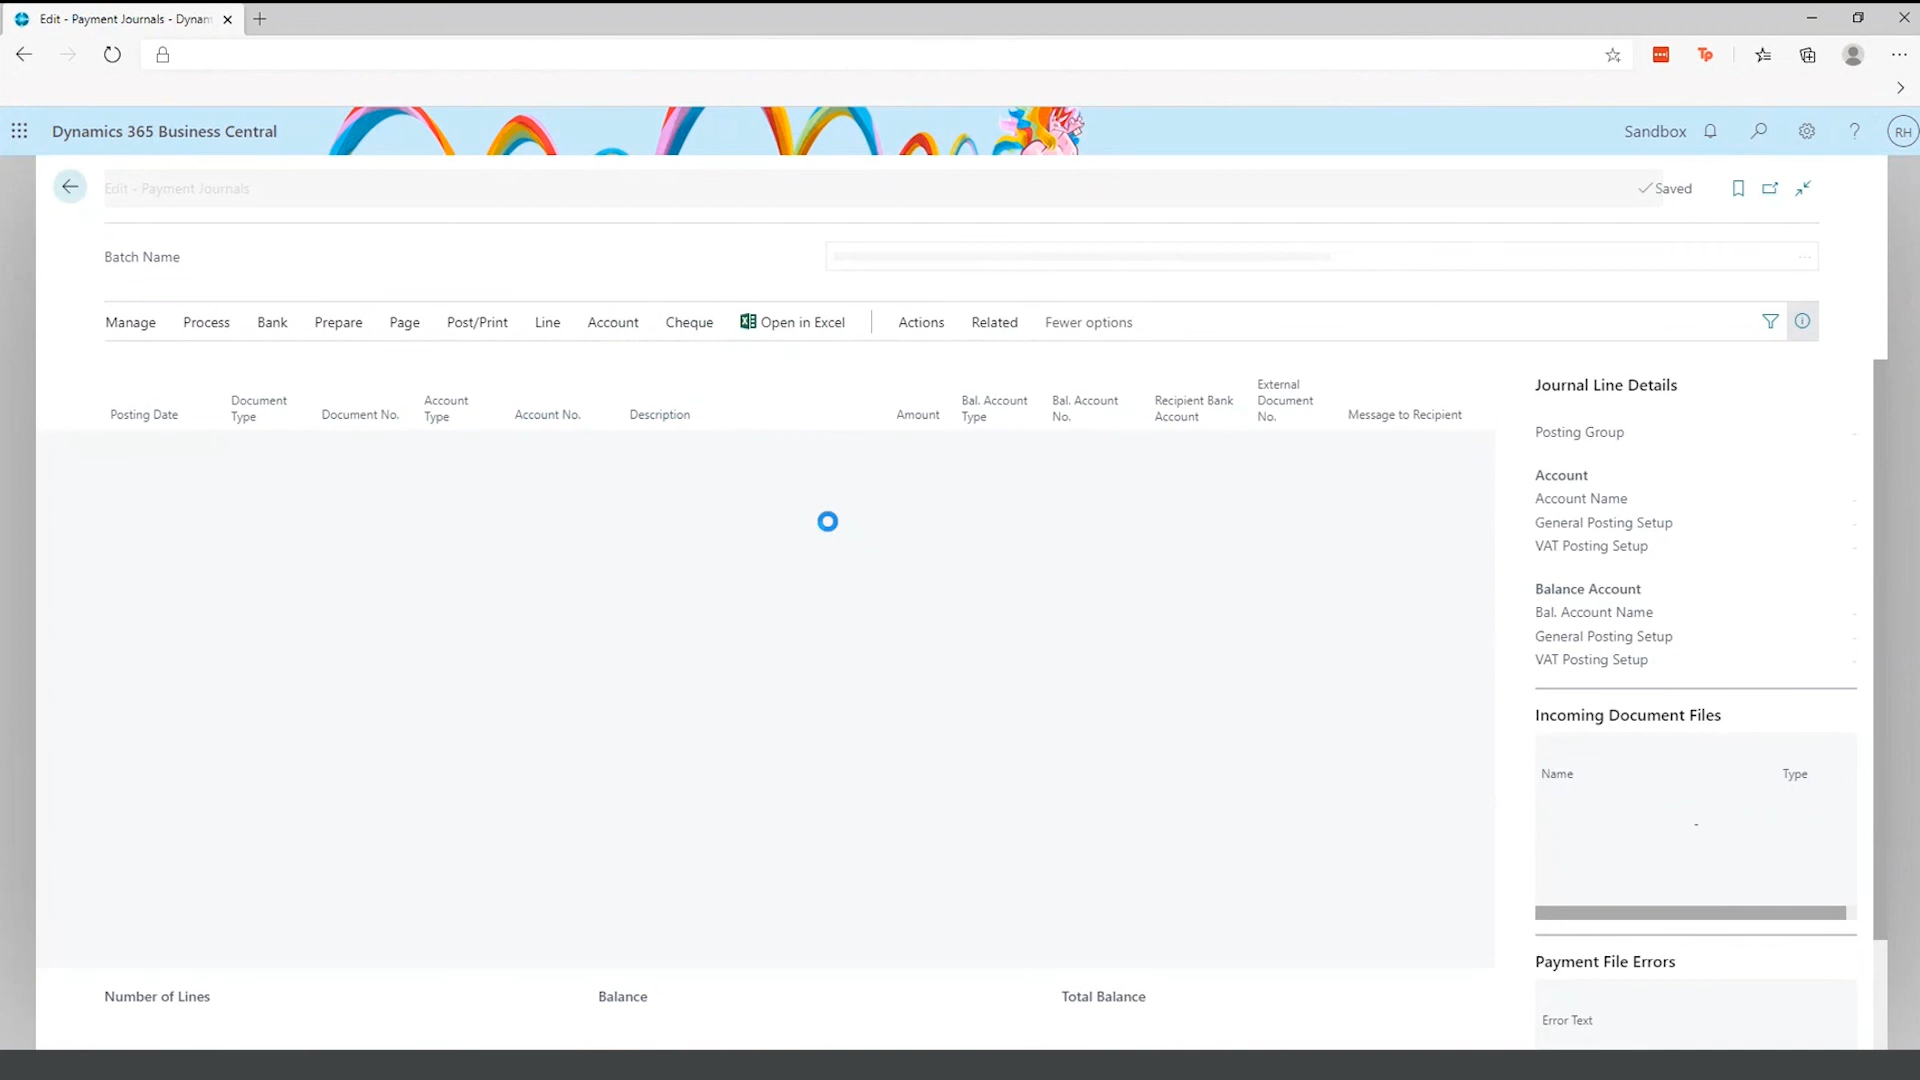 Edit - Payment Journals - Dynam
Dynamics 365 Business Central
Sandbox
RH
Edit - Payment Journals
Saved
Batch Name
Manage Process Bank Prepare Page Post/Print Line Account Cheque Open in Excel Actions Related Fewer options
Posting Date
Document Type
Document No.
Account Type
Account No.
Description
Amount
Bal. Account Type
Bal. Account No.
Recipient Bank Account
External Document No.
Message to Recipient
Journal Line Details
Posting Group
Account
Account Name
General Posting Setup
VAT Posting Setup
Balance Account
Bal. Account Name
General Posting Setup
VAT Posting Setup
Incoming Document Files
Name Type
-
Payment File Errors
Error Text
Number of Lines Balance Total Balance